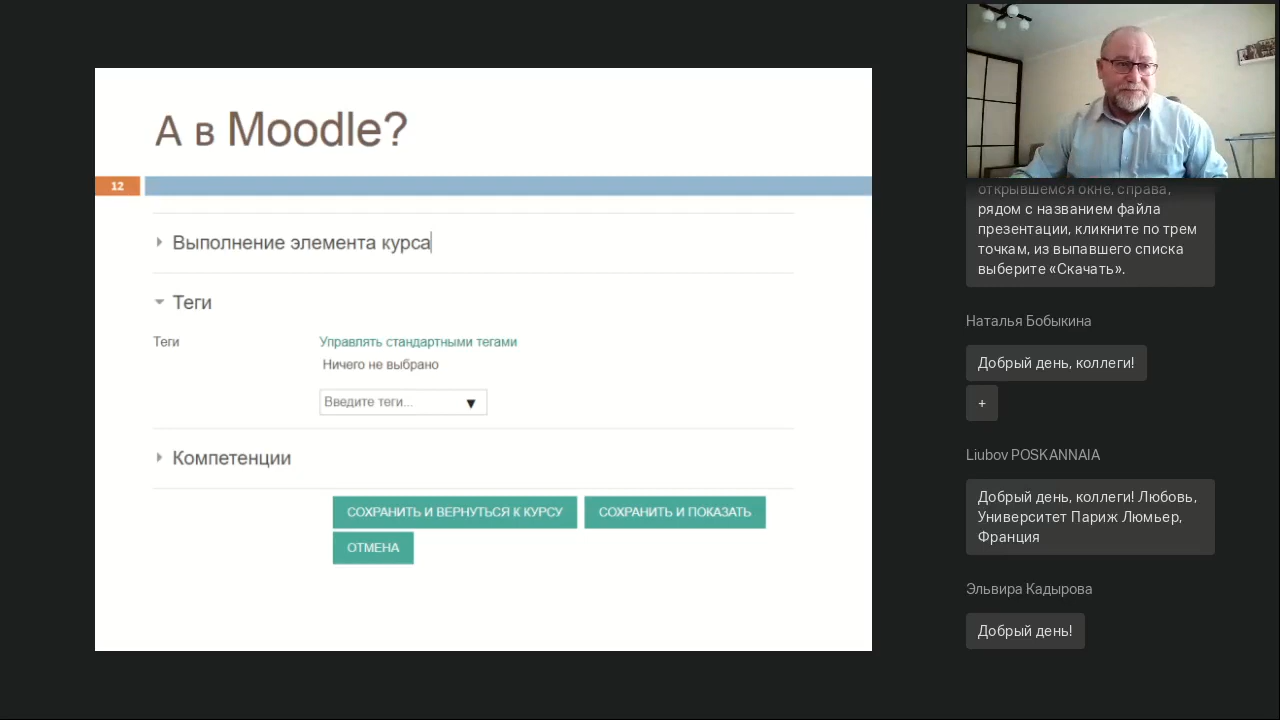 А в Moodle?
12
Выполнение элемента курса
Теги
Теги
Управлять стандартными тегами
Ничего не выбрано
Введите теги...
Компетенции
СОХРАНИТЬ И ВЕРНУТЬСЯ К КУРСУ
СОХРАНИТЬ И ПОКАЗАТЬ
ОТМЕНА
открывшемся окне, справа,
рядом с названием файла
презентации, кликните по трем
точкам, из выпавшего списка
выберите «Скачать».
Наталья Бобыкина
Добрый день, коллеги!
+
Liubov POSKANNAIA
Добрый день, коллеги! Любовь,
Университет Париж Люмьер,
Франция
Эльвира Кадырова
Добрый день!